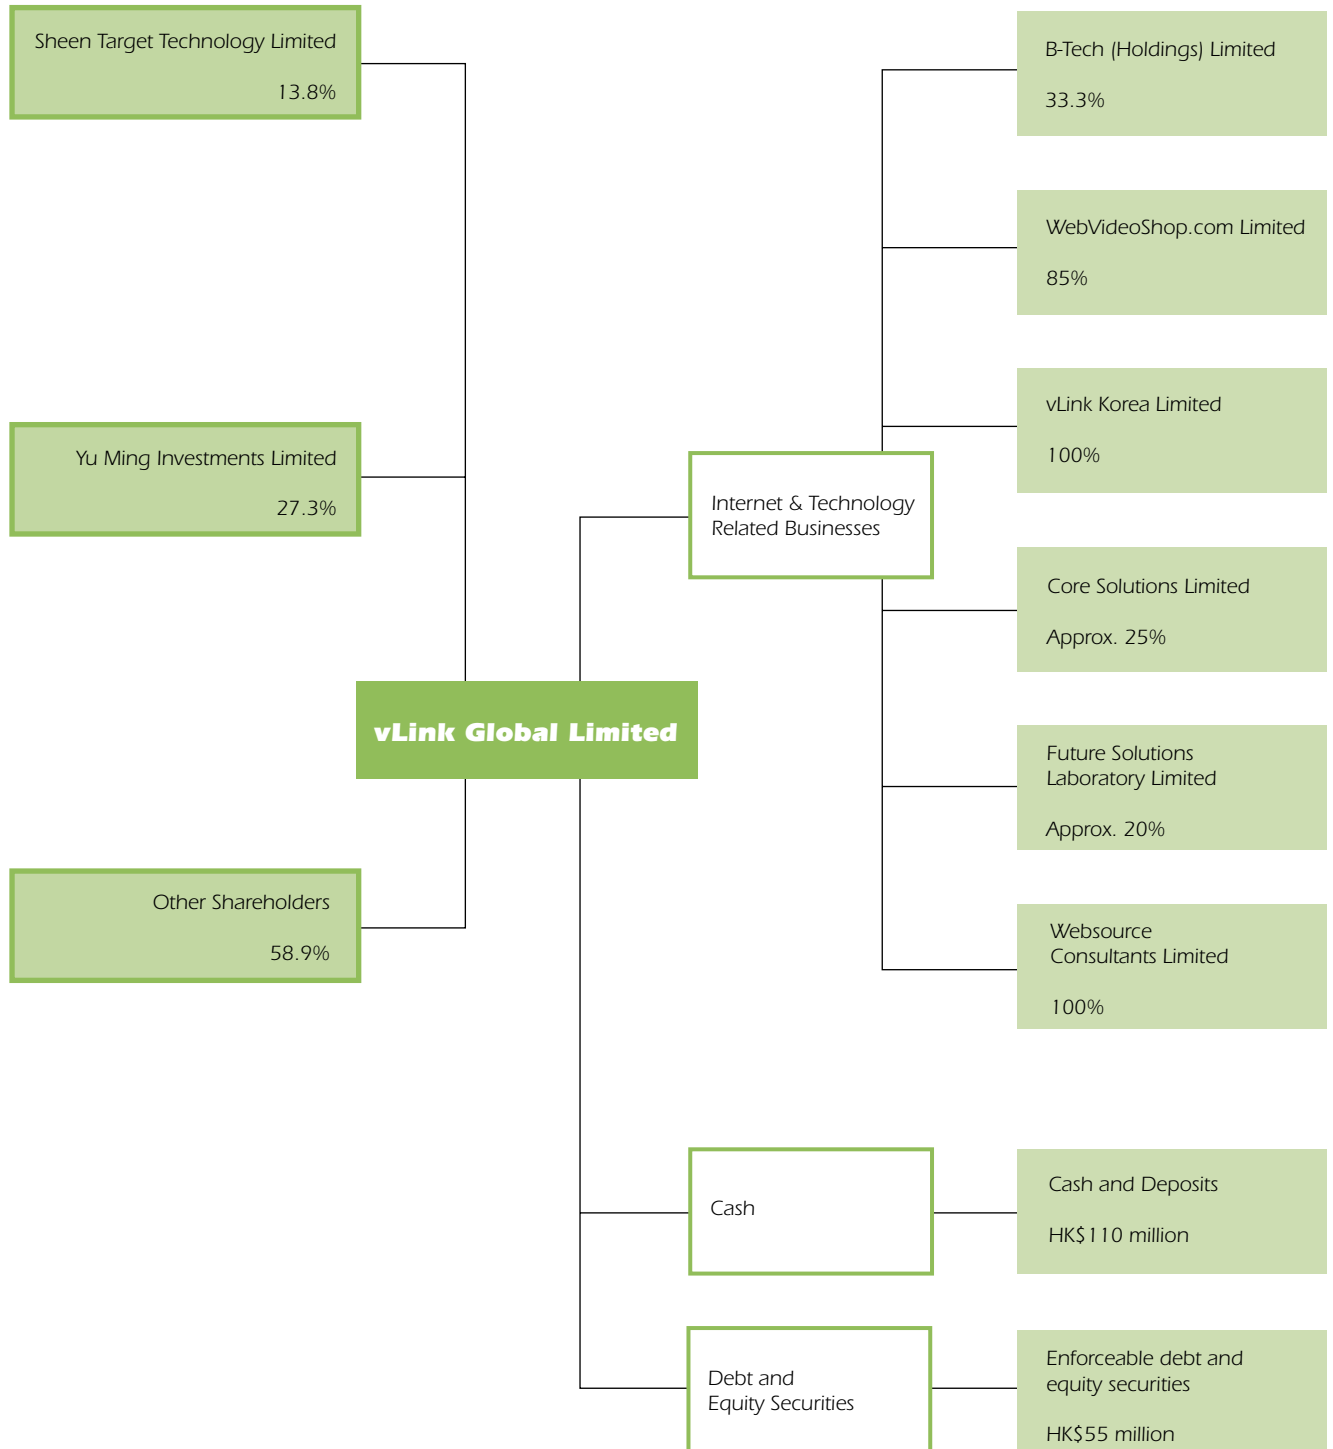 Sheen Target Technology Limited
13.8%
Yu Ming Investments Limited
27.3%
Other Shareholders
58.9%
vLink Global Limited
Internet & Technology
Related Businesses
Cash
Debt and
Equity Securities
B-Tech (Holdings) Limited
33.3%
WebVideoShop.com Limited
85%
vLink Korea Limited
100%
Core Solutions Limited
Approx. 25%
Future Solutions
Laboratory Limited
Approx. 20%
Websource
Consultants Limited
100%
Cash and Deposits
HK$110 million
Enforceable debt and
equity securities
HK$55 million